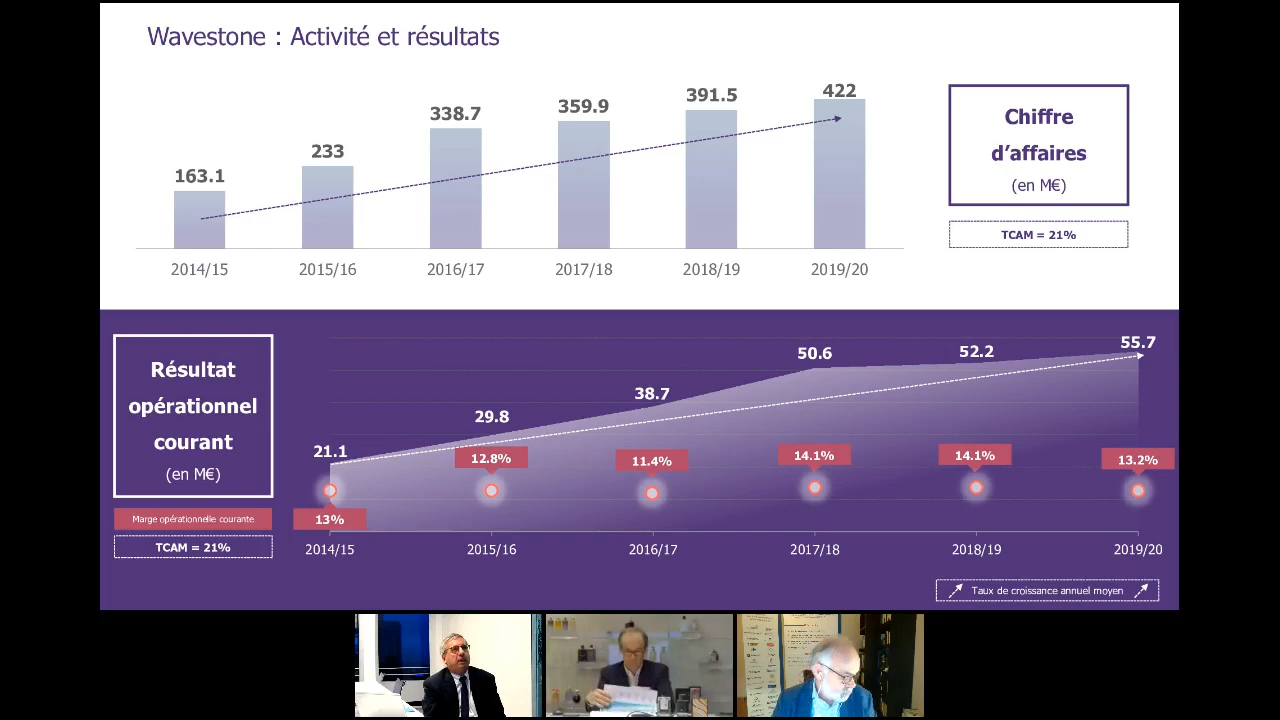 Wavestone : Activité et résultats
163.1
233
338.7
359.9
391.5
422
2014/15
2015/16
2016/17
2017/18
2018/19
2019/20
Chiffre
d'affaires
(en M€)
TCAM = 21%
Résultat
opérationnel
courant
(en M€)
Marge opérationnelle courante
TCAM = 21%
21.1
29.8
38.7
50.6
52.2
55.7
13%
12.8%
11.4%
14.1%
14.1%
13.2%
2014/15
2015/16
2016/17
2017/18
2018/19
2019/20
Taux de croissance annuel moyen